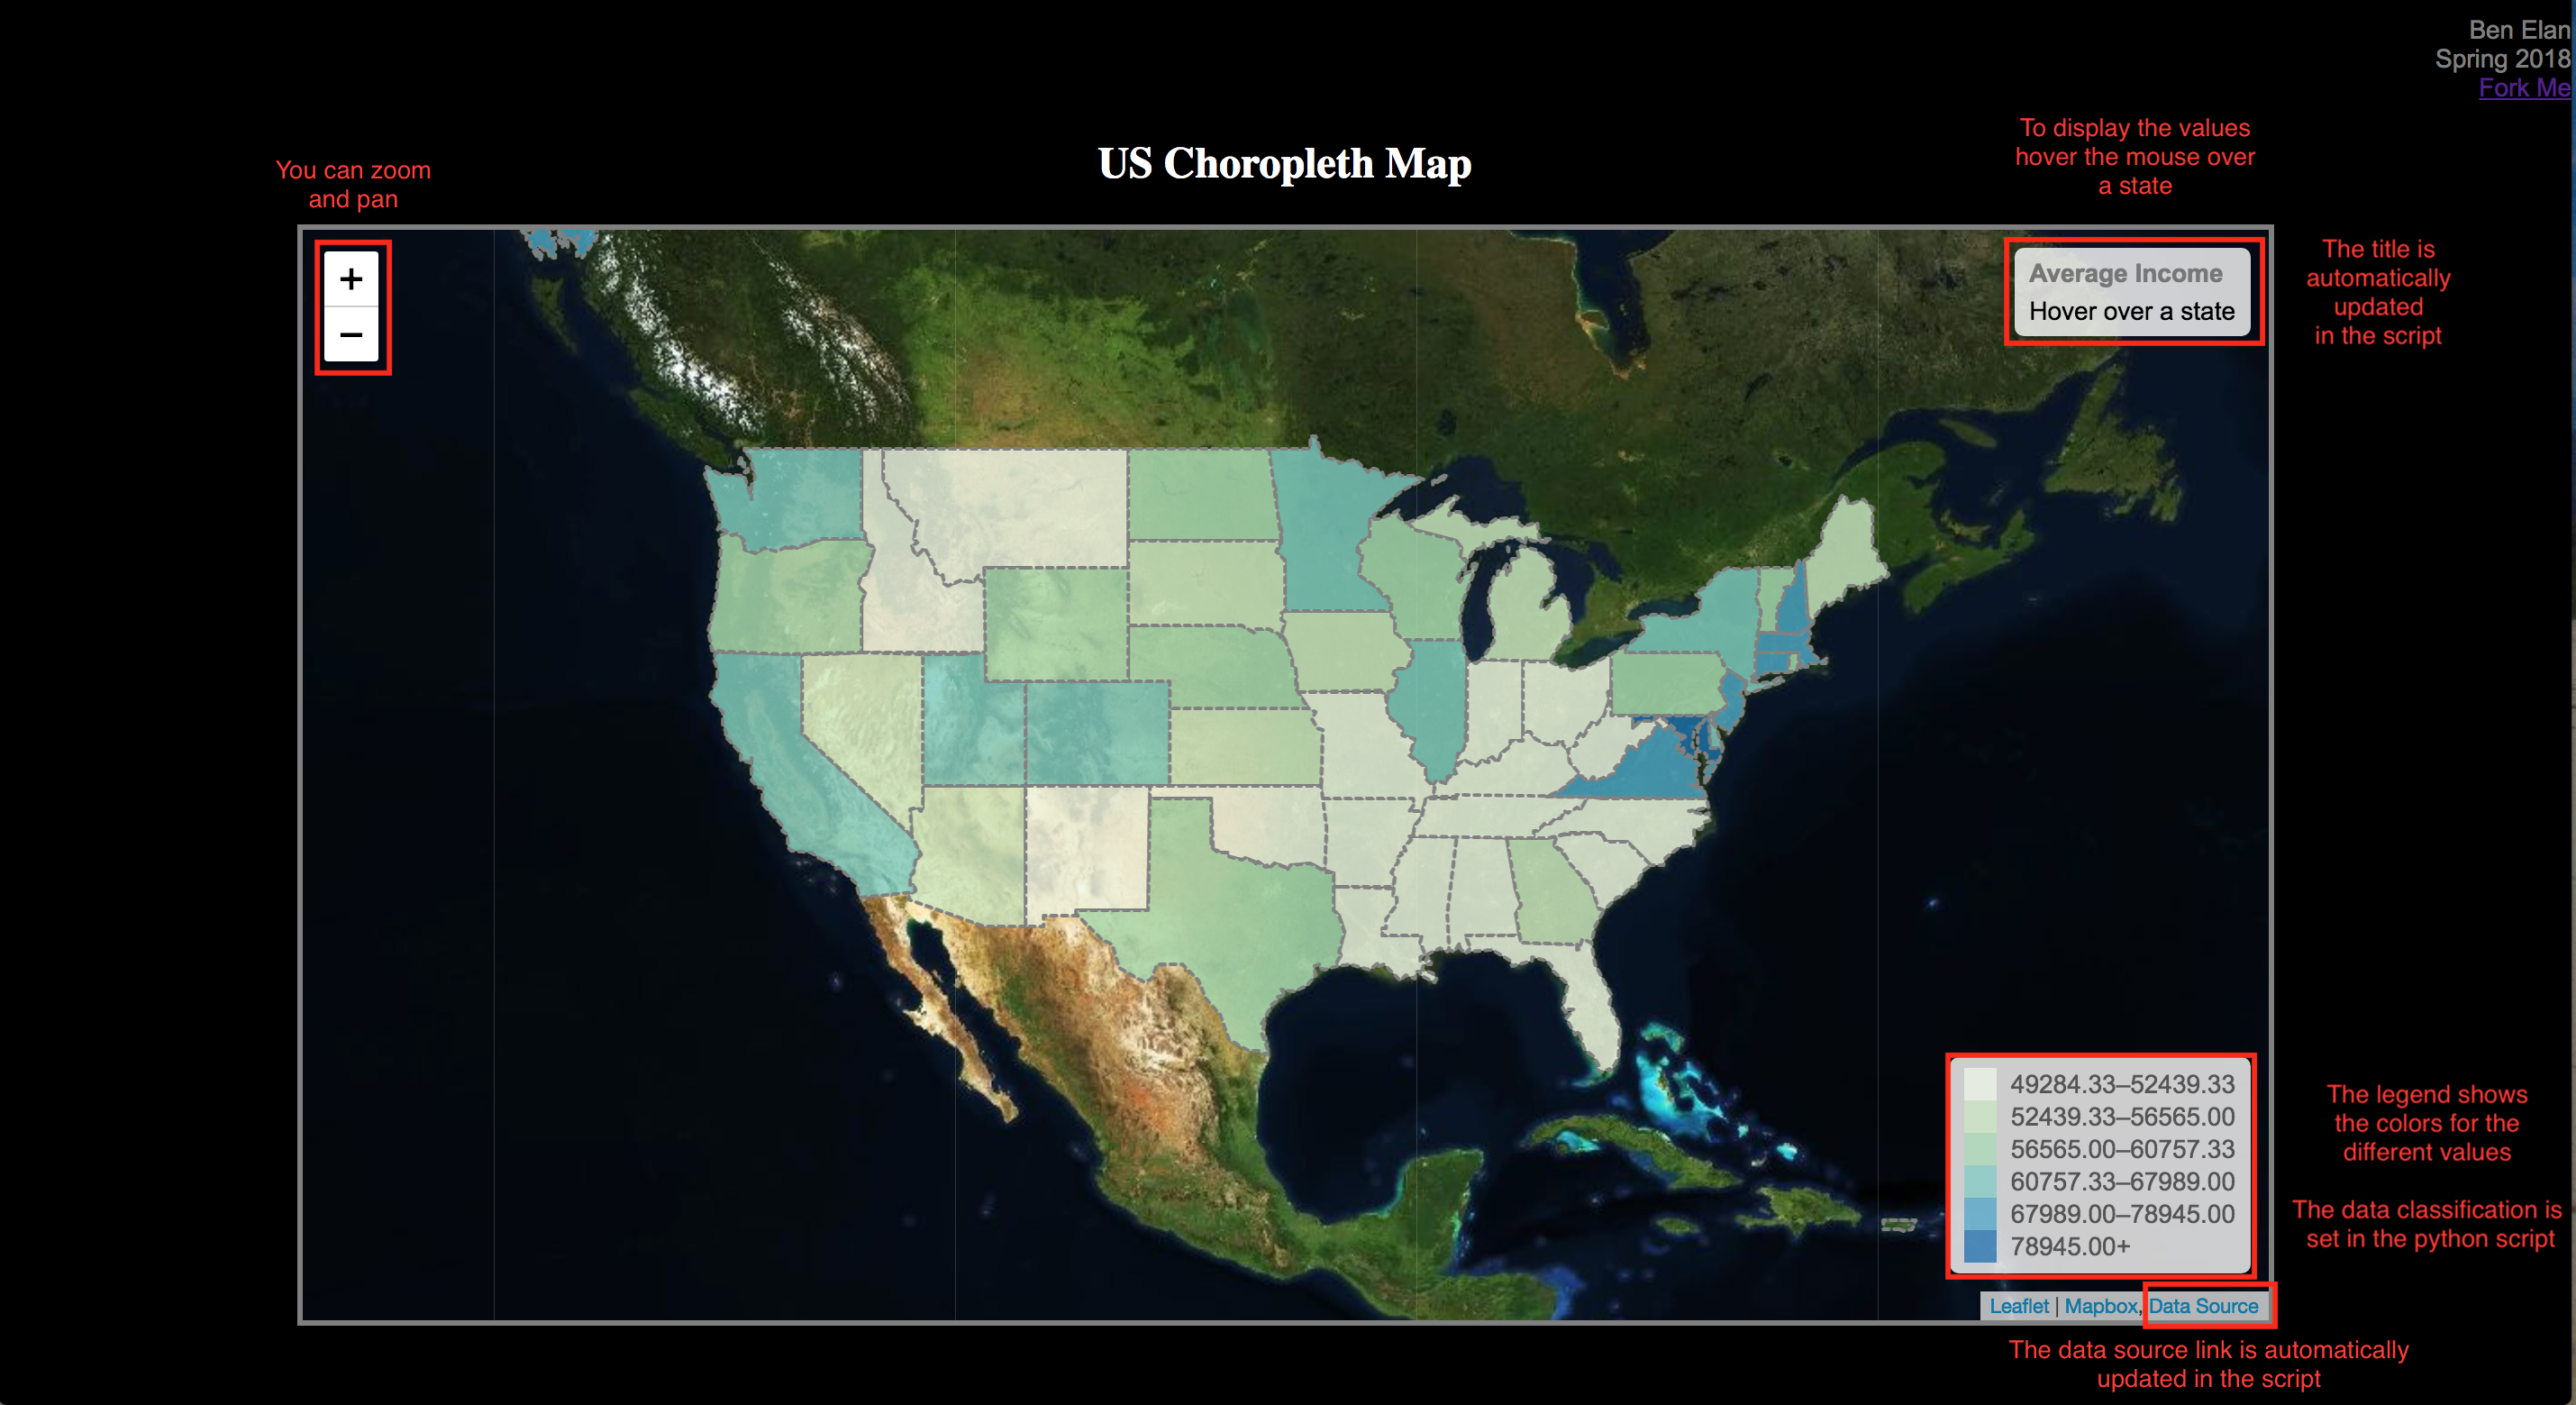 Ben Elan
Spring 2018
Fork Me
US Choropleth Map
You can zoom
and pan
To display the values
hover the mouse over
a state
+
−
Average Income
Hover over a state
The title is
automatically
updated
in the script
49284.33–52439.33
52439.33–56565.00
56565.00–60757.33
60757.33–67989.00
67989.00–78945.00
78945.00+
The legend shows
the colors for the
different values
The data classification is
set in the python script
Leaflet | Mapbox, Data Source
The data source link is automatically
updated in the script